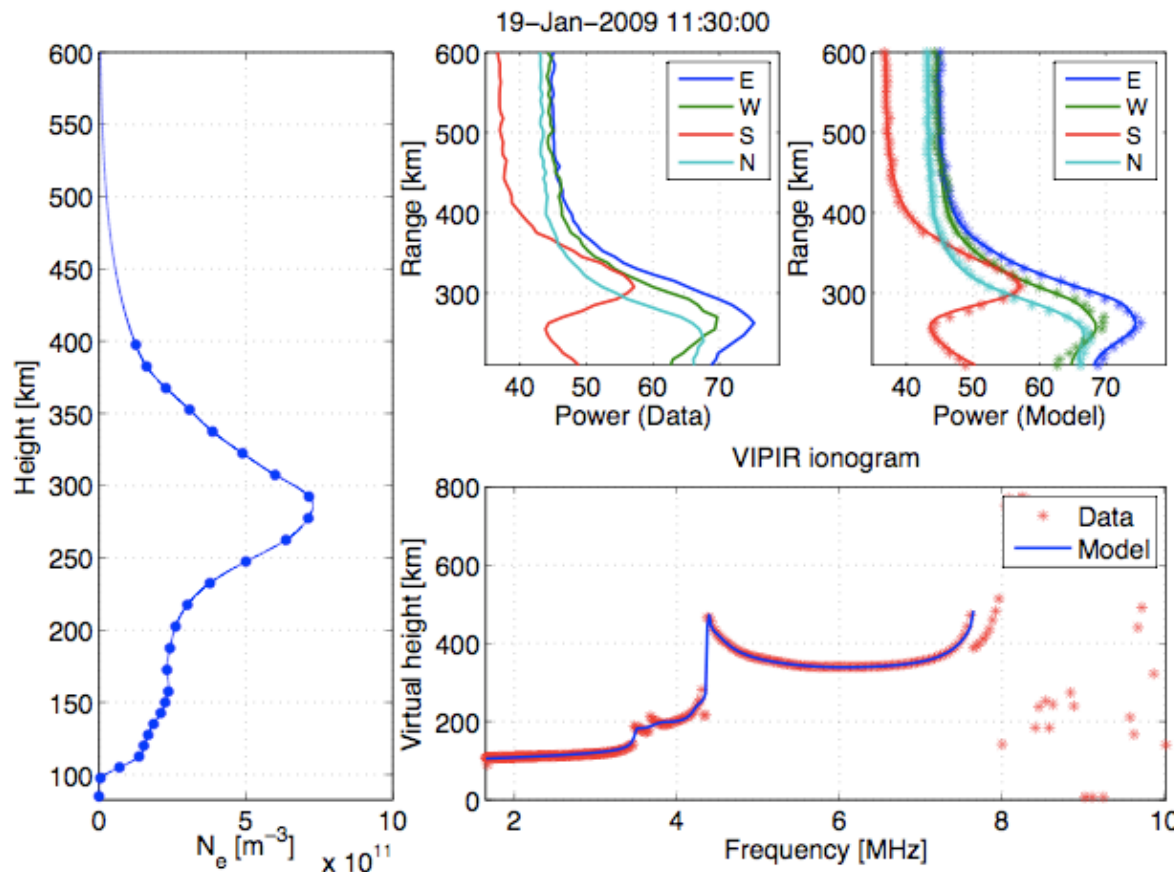 19-Jan-2009 11:30:00
600
550
500
450
400
350
300
250
200
150
100
Height [km]
0
5
10
N_e [m^-3]
x 10^11
600
500
400
300
Range [km]
E
W
S
N
40
50
60
70
Power (Data)
600
500
400
300
Range [km]
E
W
S
N
40
50
60
70
Power (Model)
VIPIR ionogram
800
600
400
200
0
Virtual height [km]
Data
Model
2
4
6
8
10
Frequency [MHz]